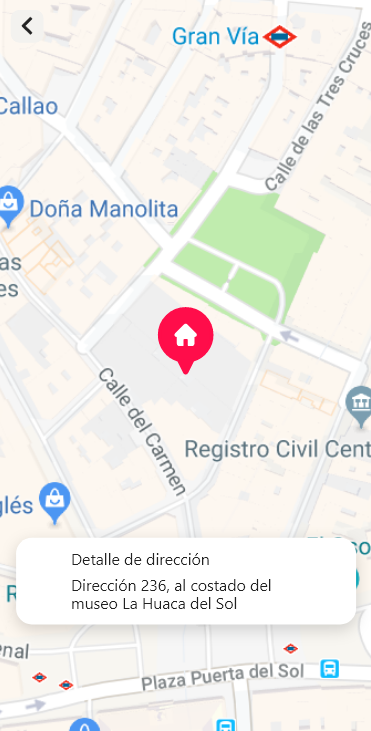 Gran Vía
Calle de las Tres Cruces
Callao
Doña Manolita
as
es
Calle del Carmen
Registro Civil Cent
glés
Detalle de dirección
Dirección 236, al costado del
museo La Huaca del Sol
Plaza Puerta del Sol